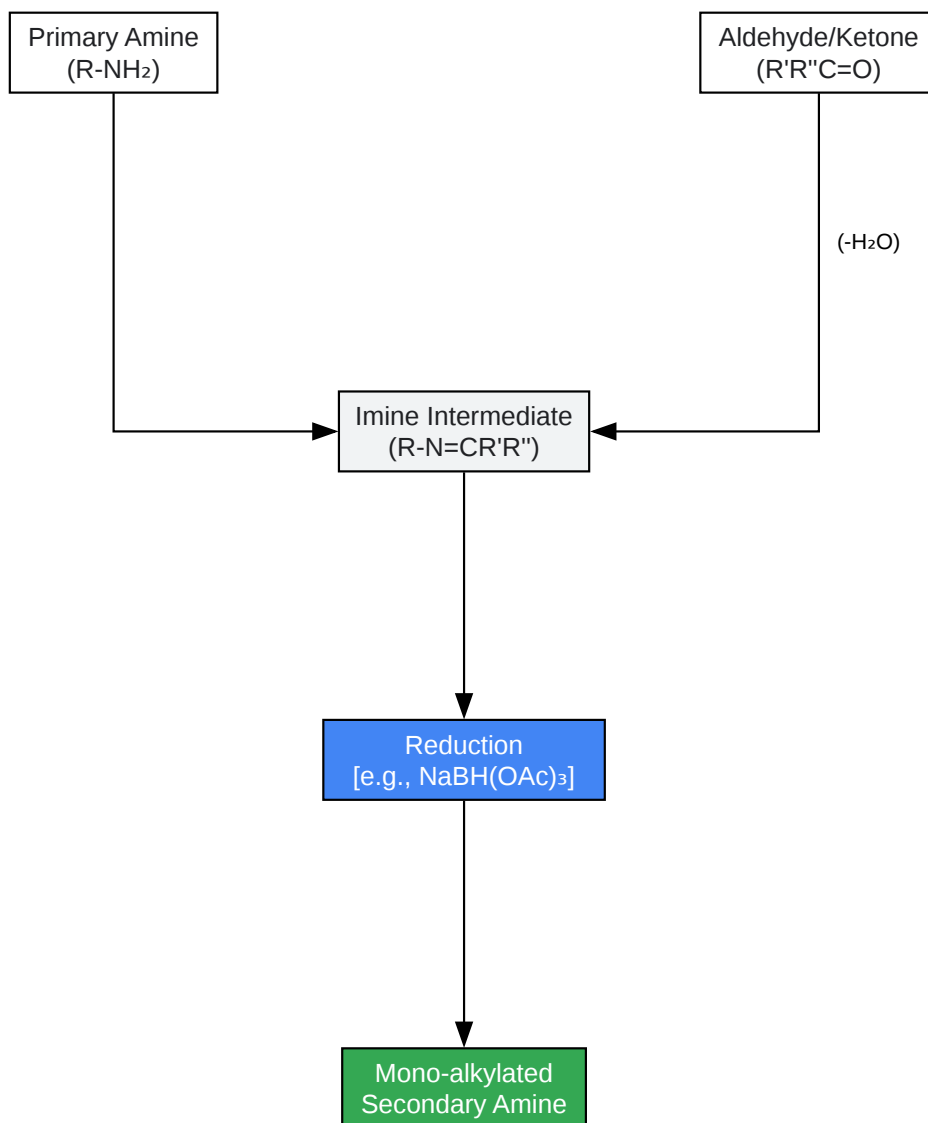 Primary Amine
(R-NH₂)
Aldehyde/Ketone
(R'R"C=O)
(-H₂O)
Imine Intermediate
(R-N=CR'R")
Reduction
[e.g., NaBH(OAc)₃]
Mono-alkylated
Secondary Amine